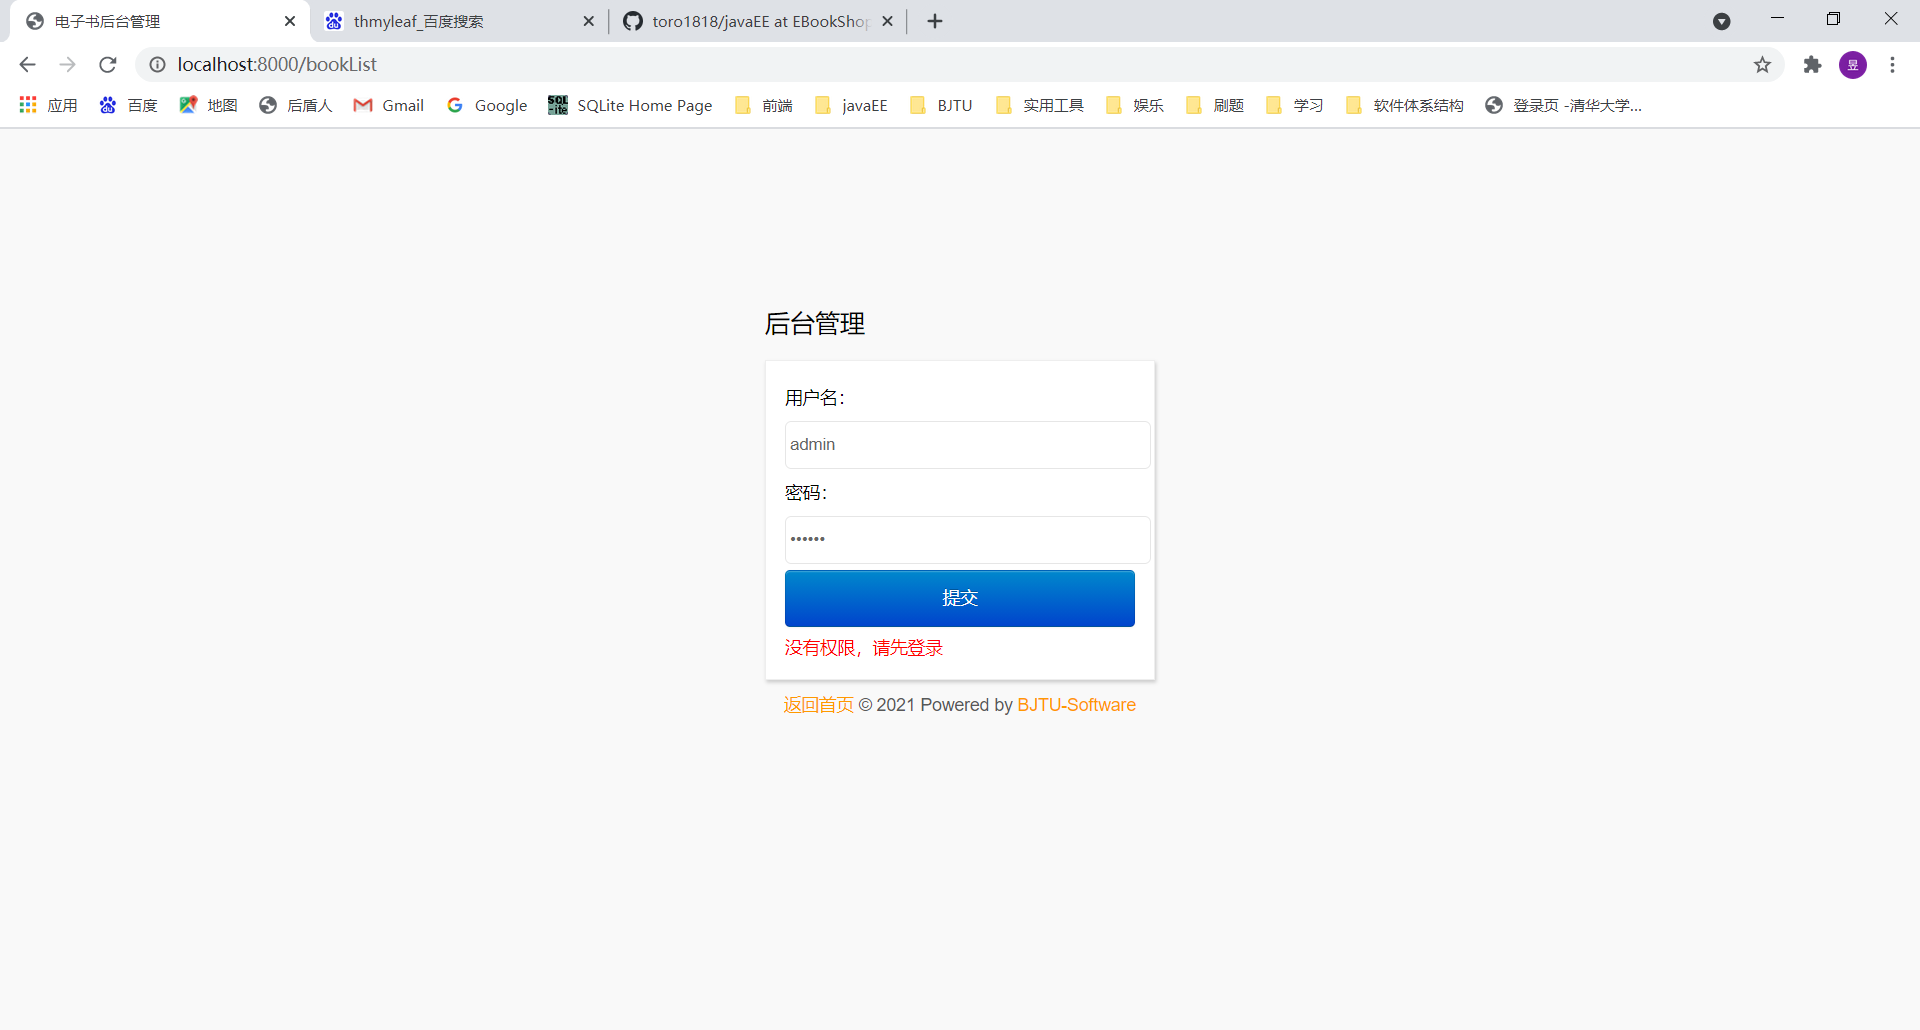 电子书后台管理
thmyleaf_百度搜索
toro1818/javaEE at EBookShop
localhost:8000/bookList
昱
应用
百度
地图
后盾人
Gmail
Google
SQLite Home Page
前端
javaEE
BJTU
实用工具
娱乐
刷题
学习
软件体系结构
登录页 -清华大学...
后台管理
用户名：
admin
密码：
••••••
提交
没有权限，请先登录
返回首页 © 2021 Powered by BJTU-Software